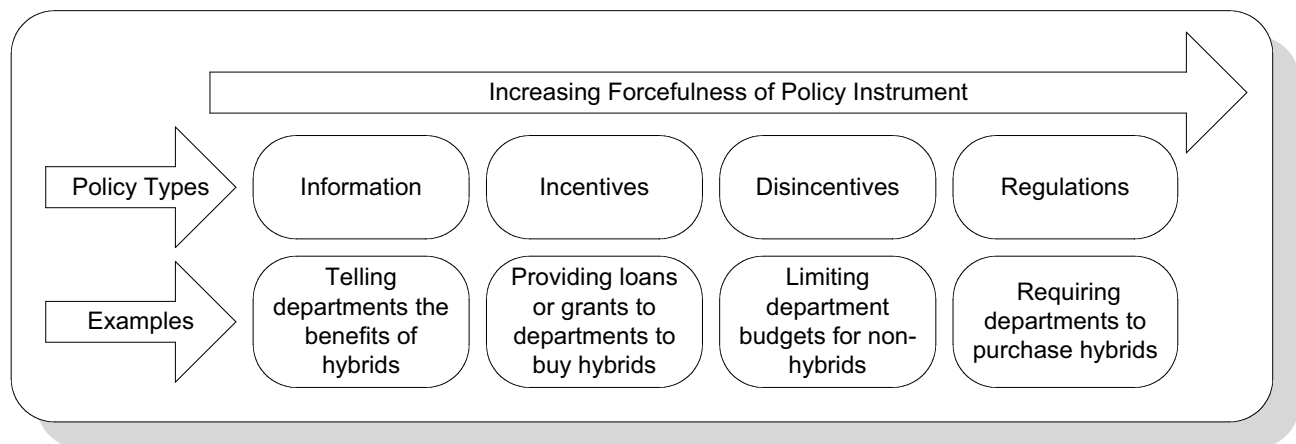 Increasing Forcefulness of Policy Instrument
Policy Types
Information
Incentives
Disincentives
Regulations
Examples
Telling
departments the
benefits of
hybrids
Providing loans
or grants to
departments to
buy hybrids
Limiting
department
budgets for non-
hybrids
Requiring
departments to
purchase hybrids